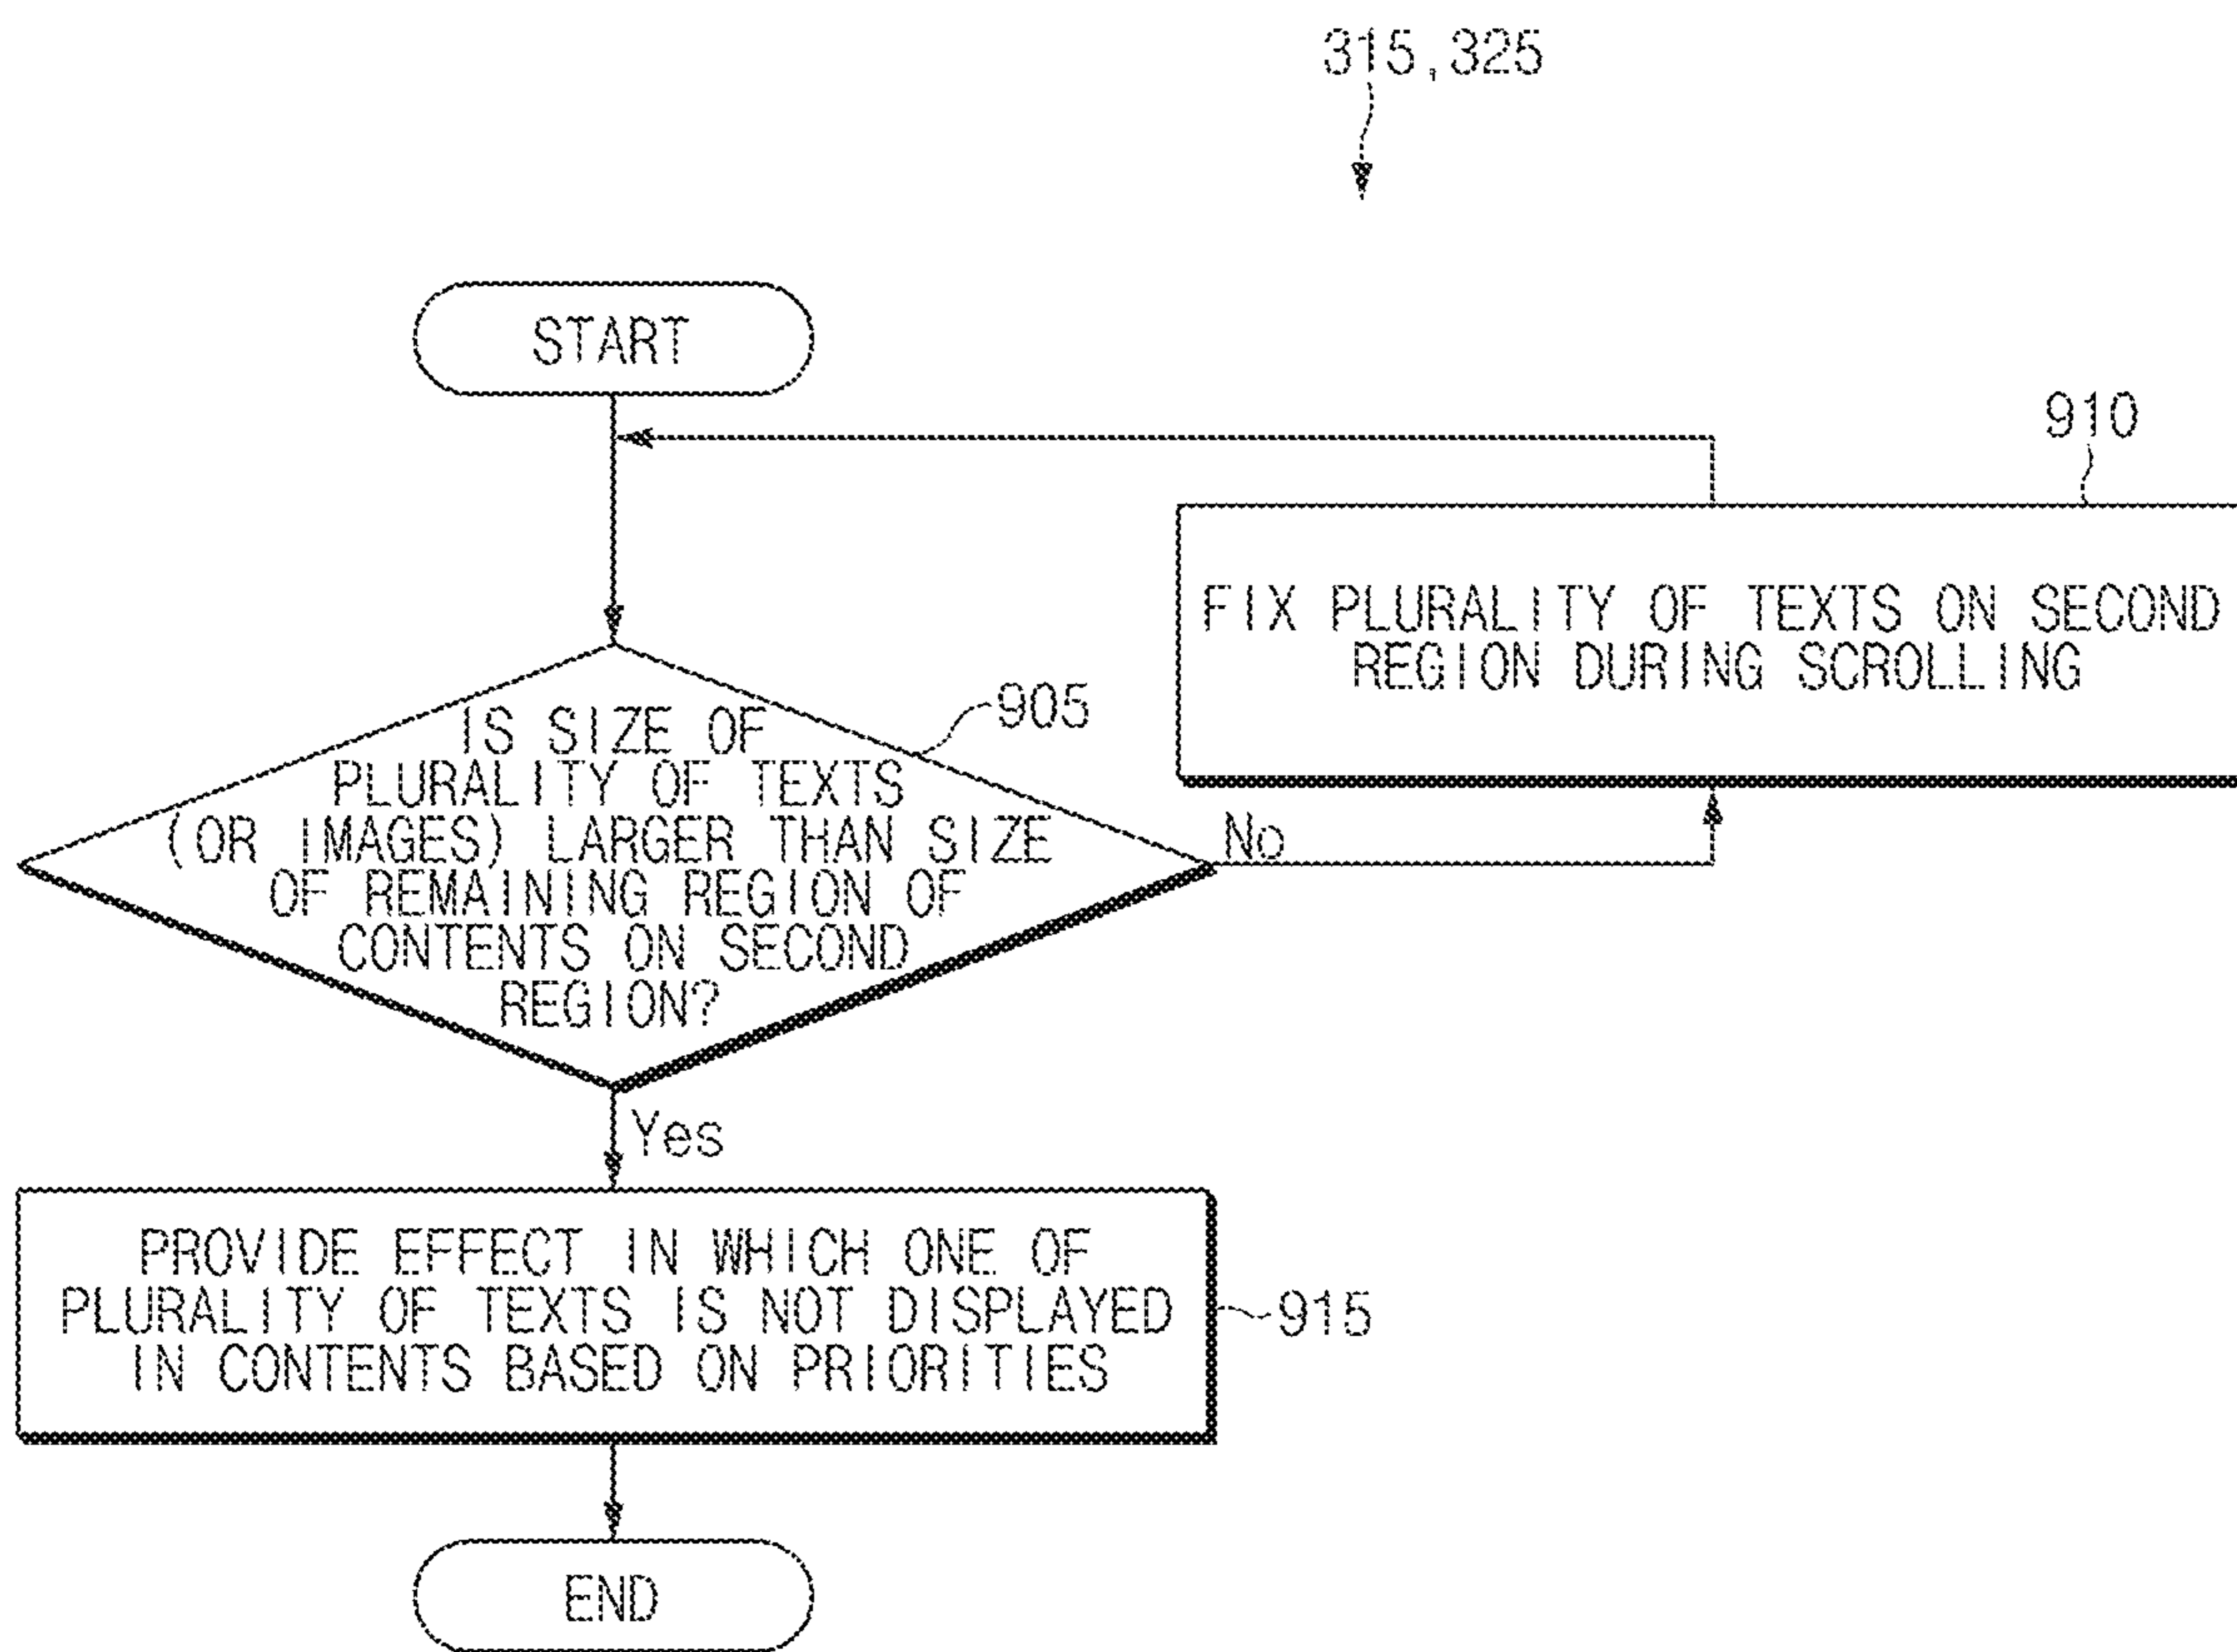 315,325
START
910
FIX PLURALITY OF TEXTS ON SECOND
REGION DURING SCROLLING
905
IS SIZE OF
PLURALITY OF TEXTS
(OR IMAGES) LARGER THAN SIZE
OF REMAINING REGION OF
CONTENTS ON SECOND
REGION?
No
Yes
PROVIDE EFFECT IN WHICH ONE OF
PLURALITY OF TEXTS IS NOT DISPLAYED
IN CONTENTS BASED ON PRIORITIES
915
END